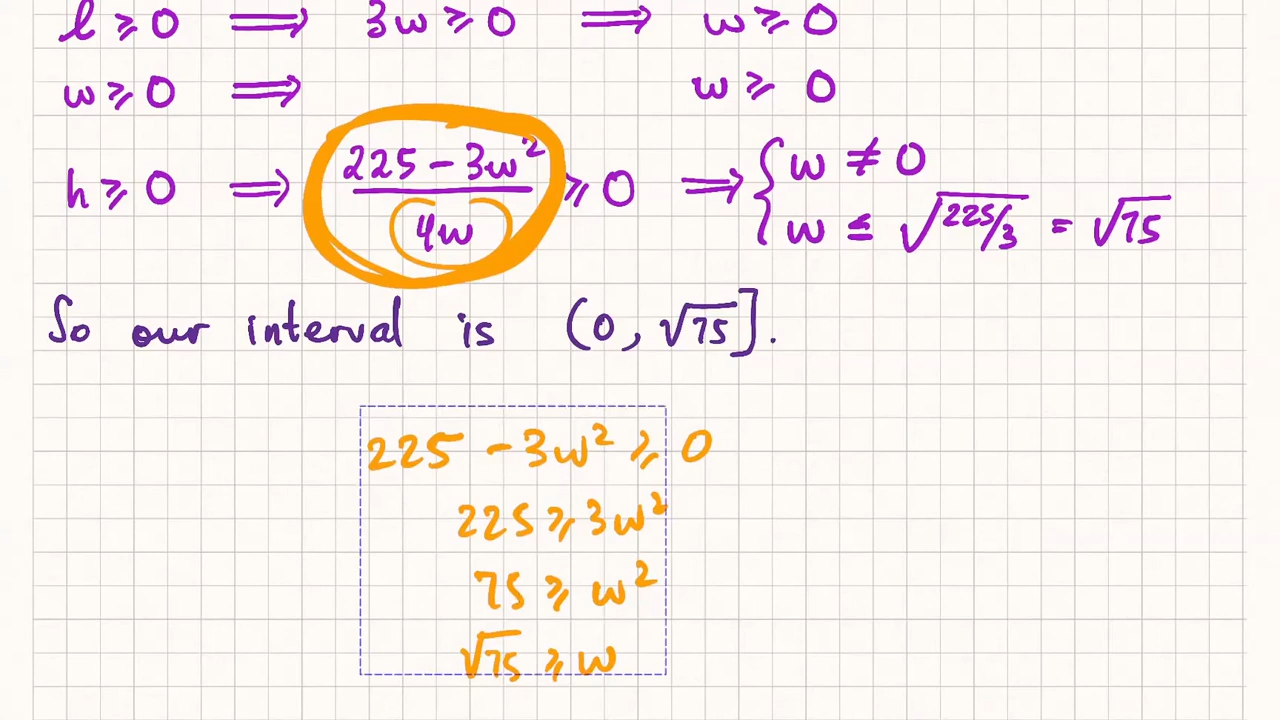 l ⩾ 0 ⟹ 3w ⩾ 0 ⟹ w ⩾ 0
w ⩾ 0 ⟹ w ⩾ 0
h ⩾ 0 ⟹ (225 - 3w²)/(4w) ⩾ 0 ⟹ { w ≠ 0
w ≤ √(225/3) = √75
So our interval is (0, √75].
225 - 3w² ⩾ 0
225 ⩾ 3w²
75 ⩾ w²
√75 ⩾ w